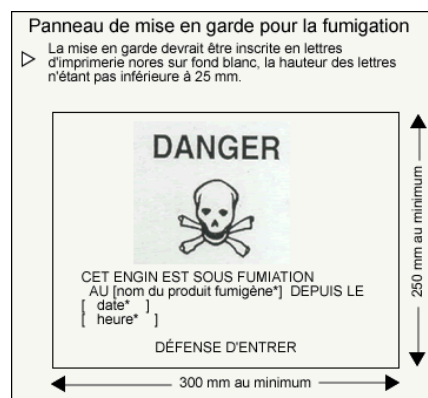 Panneau de mise en garde pour la fumigation
La mise en garde devrait être inscrite en lettres
d'imprimerie nores sur fond blanc, la hauteur des lettres
n'étant pas inférieure à 25 mm.
DANGER
CET ENGIN EST SOUS FUMIATION
AU [nom du produit fumigène*] DEPUIS LE
[ date* ]
[ heure* ]
DÉFENSE D'ENTRER
250 mm au minimum
300 mm au minimum